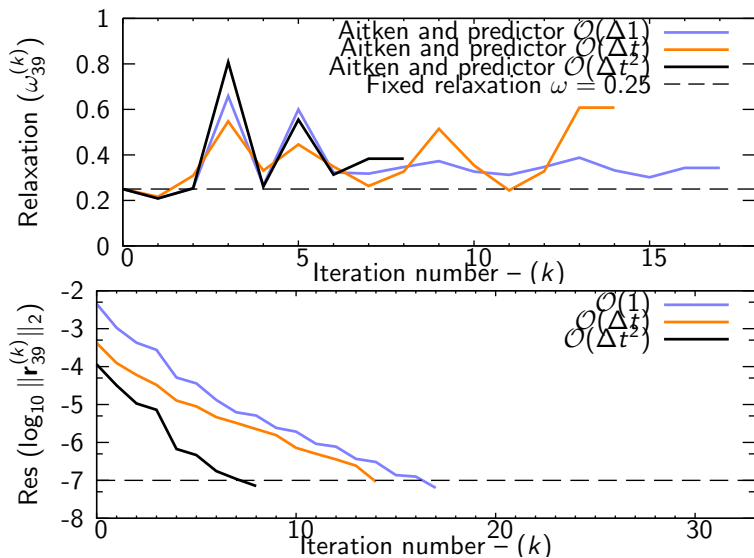 Aitken and predictor 𝒪(Δ1)
Aitken and predictor 𝒪(Δt)
Aitken and predictor 𝒪(Δt²)
Fixed relaxation ω = 0.25
Relaxation (ω₃₉⁽ᵏ⁾)
1
0.8
0.6
0.4
0.2
0
0 5 10 15
Iteration number – (k)
𝒪(1)
𝒪(Δt)
𝒪(Δt²)
Res (log₁₀ ||𝐫₃₉⁽ᵏ⁾||₂)
-2
-3
-4
-5
-6
-7
-8
0 10 20 30
Iteration number – (k)